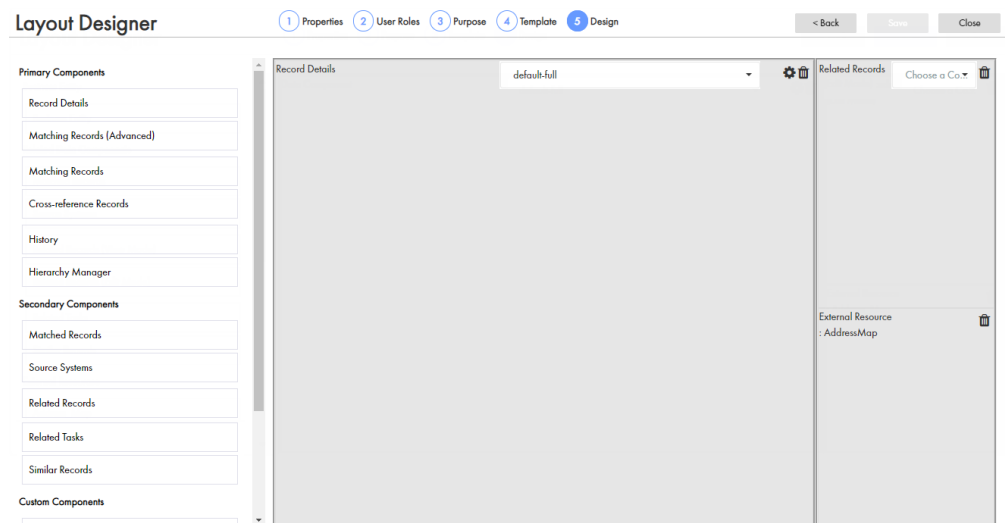 Layout Designer
1 Properties 2 User Roles 3 Purpose 4 Template 5 Design
< Back Save Close
Primary Components
Record Details
Matching Records (Advanced)
Matching Records
Cross-reference Records
History
Hierarchy Manager
Secondary Components
Matched Records
Source Systems
Related Records
Related Tasks
Similar Records
Custom Components
Record Details
default-full
Related Records
Choose a Co..
External Resource
: AddressMap